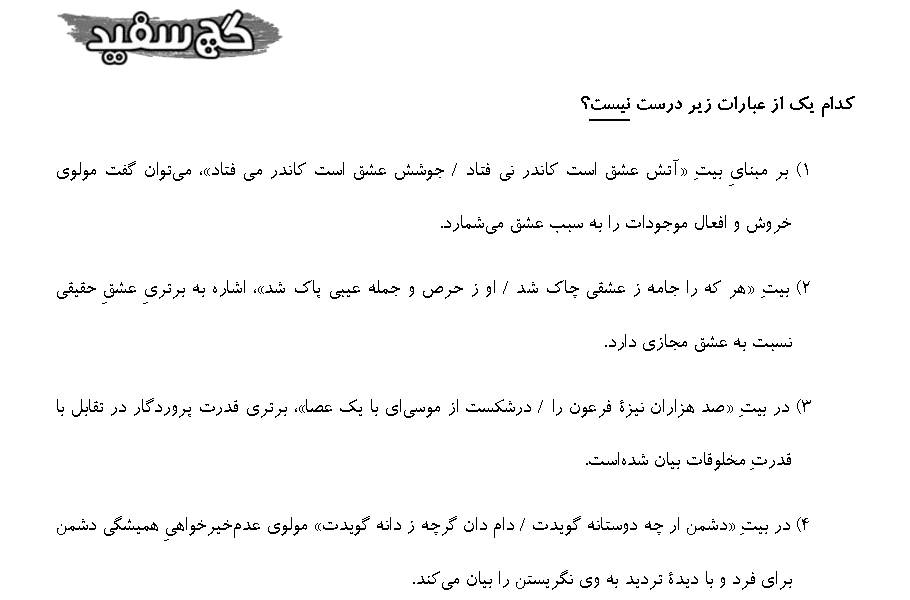 گچ سفید
کدام یک از عبارات زیر درست نیست؟
۱) بر مبنایِ بیتِ «آتش عشق است کاندر نی فتاد / جوشش عشق است کاندر می فتاد»، می‌توان گفت مولوی
خروش و افعال موجودات را به سبب عشق می‌شمارد.
۲) بیتِ «هر که را جامه ز عشقی چاک شد / او ز حرص و جمله عیبی پاک شد»، اشاره به برتریِ عشقِ حقیقی
نسبت به عشق مجازی دارد.
۳) در بیتِ «صد هزاران نیزۀ فرعون را / درشکست از موسی‌ای با یک عصا»، برتری قدرت پروردگار در تقابل با
قدرتِ مخلوقات بیان شده‌است.
۴) در بیتِ «دشمن ار چه دوستانه گویدت / دام دان گرچه ز دانه گویدت» مولوی عدم‌خیرخواهیِ همیشگی دشمن
برای فرد و با دیدۀ تردید به وی نگریستن را بیان می‌کند.